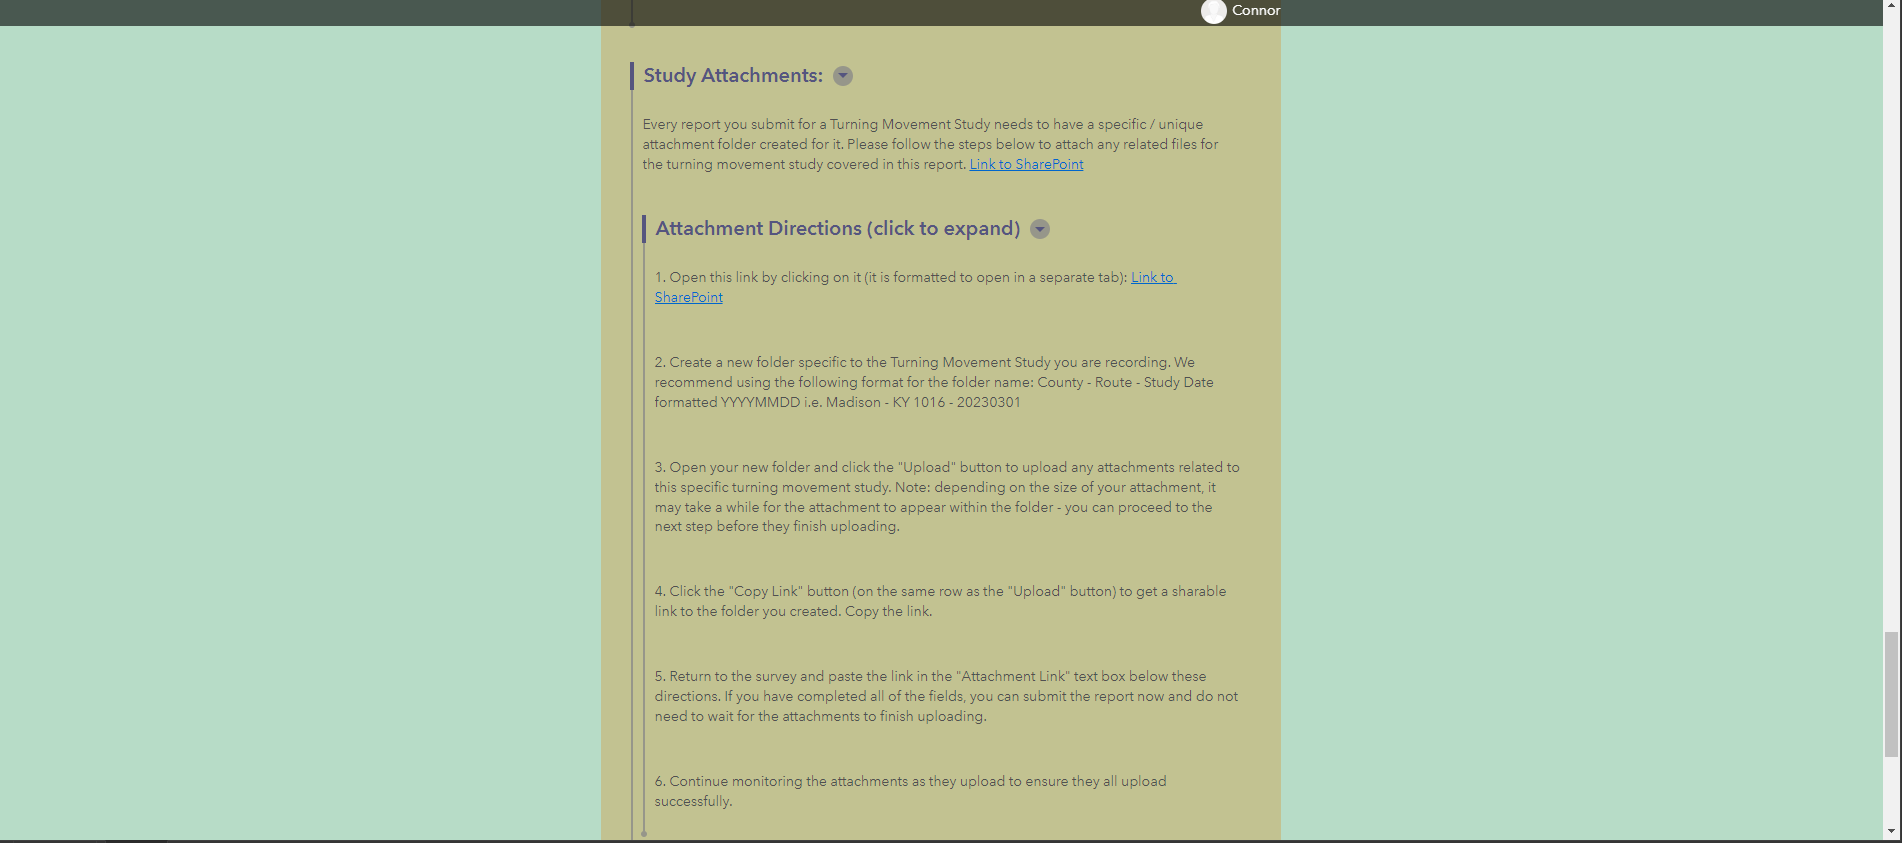 Connor
Study Attachments:
Every report you submit for a Turning Movement Study needs to have a specific / unique
attachment folder created for it. Please follow the steps below to attach any related files for
the turning movement study covered in this report. Link to SharePoint
Attachment Directions (click to expand)
1. Open this link by clicking on it (it is formatted to open in a separate tab): Link to
SharePoint
2. Create a new folder specific to the Turning Movement Study you are recording. We
recommend using the following format for the folder name: County - Route - Study Date
formatted YYYYMMDD i.e. Madison - KY 1016 - 20230301
3. Open your new folder and click the "Upload" button to upload any attachments related to
this specific turning movement study. Note: depending on the size of your attachment, it
may take a while for the attachment to appear within the folder - you can proceed to the
next step before they finish uploading.
4. Click the "Copy Link" button (on the same row as the "Upload" button) to get a sharable
link to the folder you created. Copy the link.
5. Return to the survey and paste the link in the "Attachment Link" text box below these
directions. If you have completed all of the fields, you can submit the report now and do not
need to wait for the attachments to finish uploading.
6. Continue monitoring the attachments as they upload to ensure they all upload
successfully.